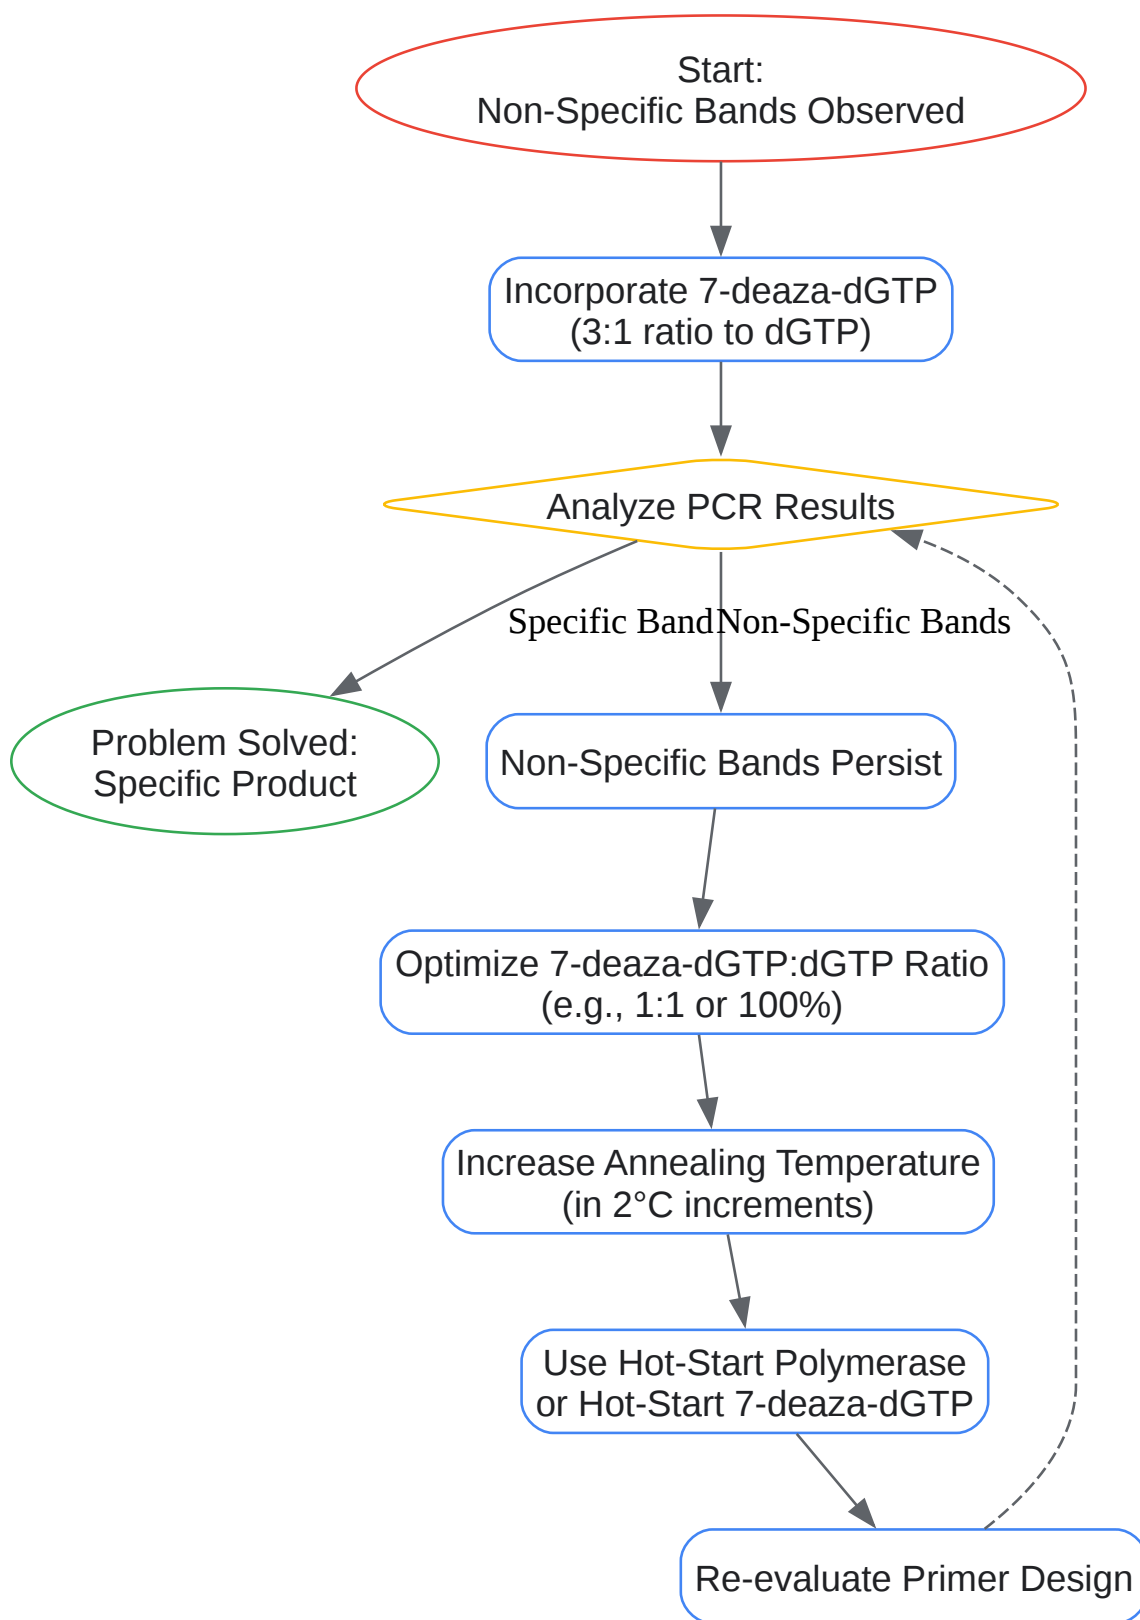 Start:
Non-Specific Bands Observed
Incorporate 7-deaza-dGTP
(3:1 ratio to dGTP)
Analyze PCR Results
Specific Band
Non-Specific Bands
Problem Solved:
Specific Product
Non-Specific Bands Persist
Optimize 7-deaza-dGTP:dGTP Ratio
(e.g., 1:1 or 100%)
Increase Annealing Temperature
(in 2°C increments)
Use Hot-Start Polymerase
or Hot-Start 7-deaza-dGTP
Re-evaluate Primer Design